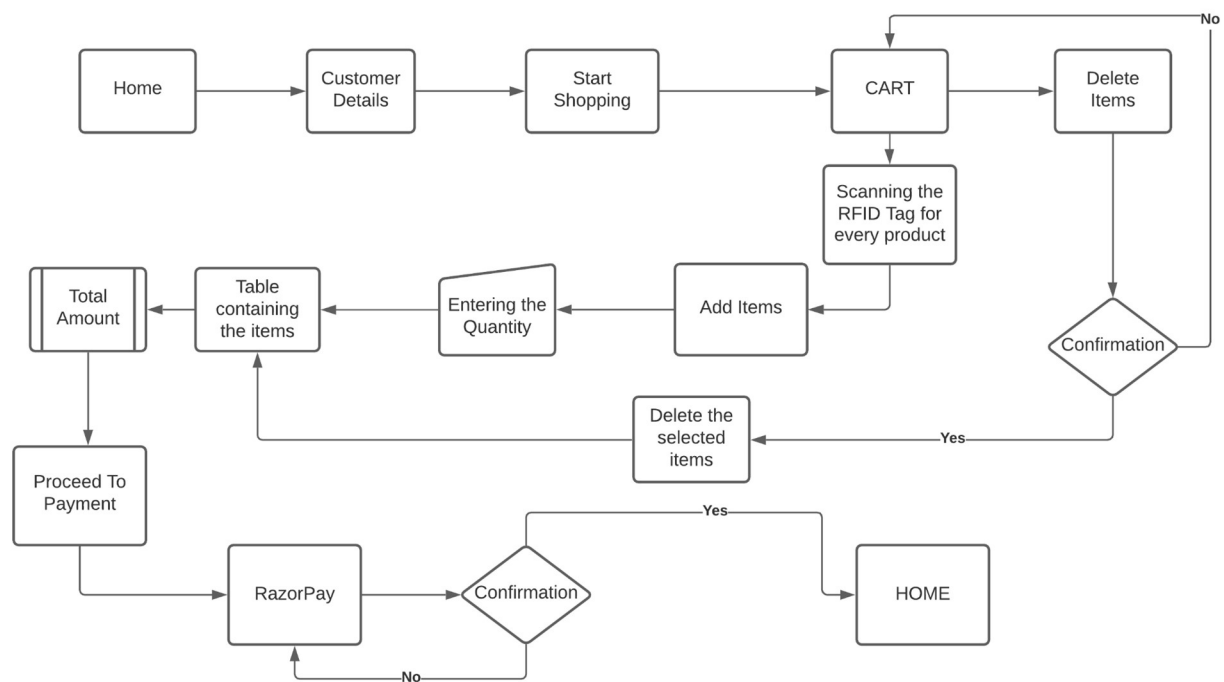 No
Home
Customer
Details
Start
Shopping
CART
Delete
Items
Scanning the
RFID Tag for
every product
Total
Amount
Table
containing
the items
Entering the
Quantity
Add Items
Confirmation
Delete the
selected
items
Yes
Proceed To
Payment
Yes
RazorPay
Confirmation
HOME
No